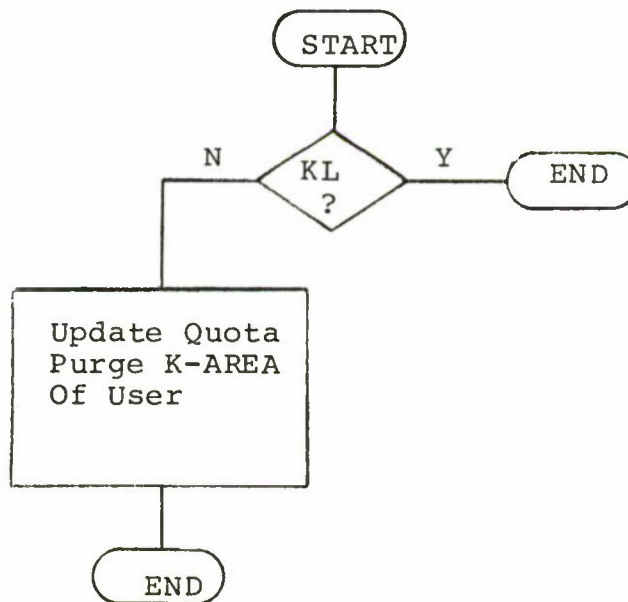 START
N
Y
KL
?
END
Update Quota
Purge K-AREA
Of User
END